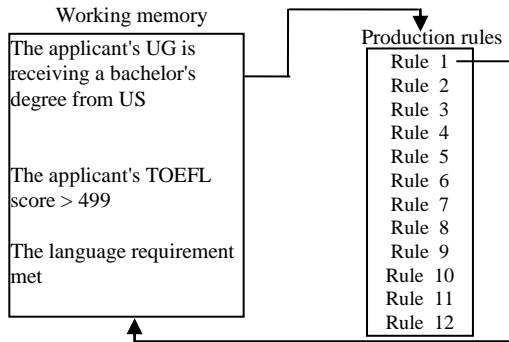 Working memory
The applicant's UG is
receiving a bachelor's
degree from US
The applicant's TOEFL
score > 499
The language requirement
met
Production rules
Rule 1
Rule 2
Rule 3
Rule 4
Rule 5
Rule 6
Rule 7
Rule 8
Rule 9
Rule 10
Rule 11
Rule 12